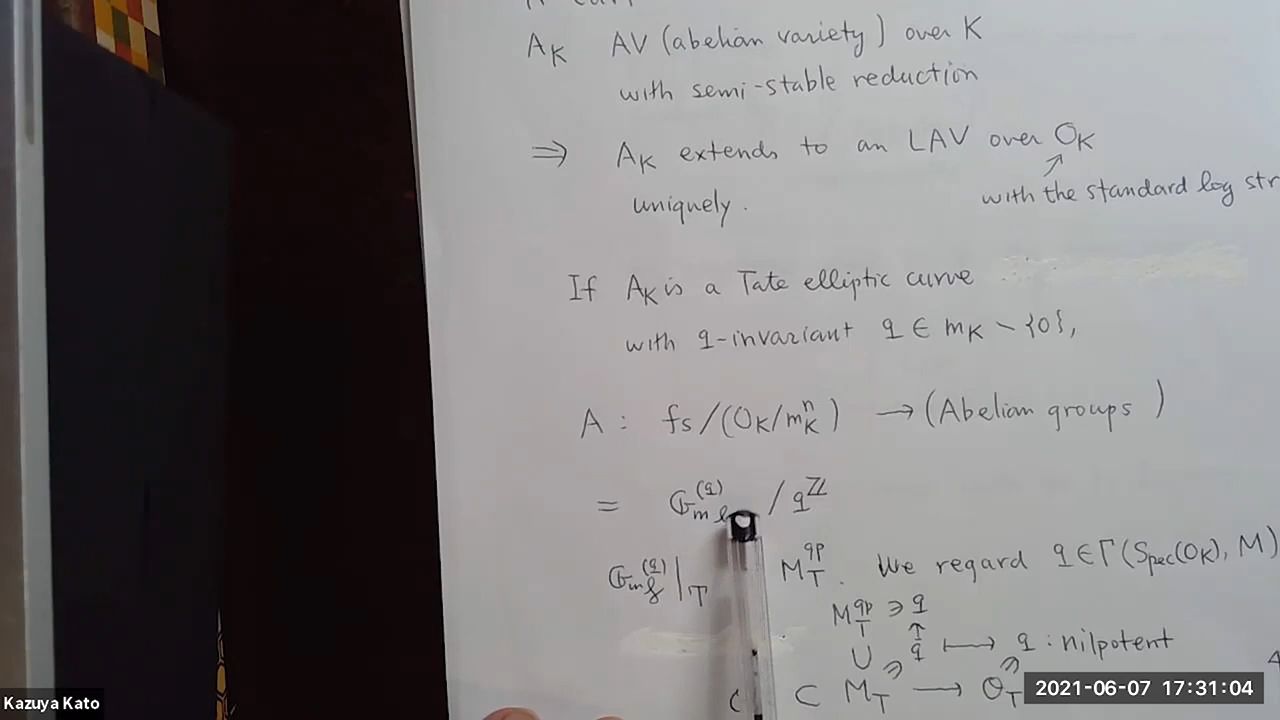 A_K AV (abelian variety) over K
with semi-stable reduction
⇒ A_K extends to an LAV over O_K
uniquely.
with the standard log str
If A_K is a Tate elliptic curve
with q-invariant q ∈ m_K ∖ {0},
A : fs/(O_K/m_K^n) → (Abelian groups)
= G_{m log}^{(q)} / q^ℤ
G_{m log}^{(q)}|_T M_T^{gp}. We regard q ∈ Γ(Spec(O_K), M)
M_T^{gp} ∋ q
↑
∪ q ⟼ q : nilpotent
⊂ M_T → O_T
Kazuya Kato
2021-06-07 17:31:04